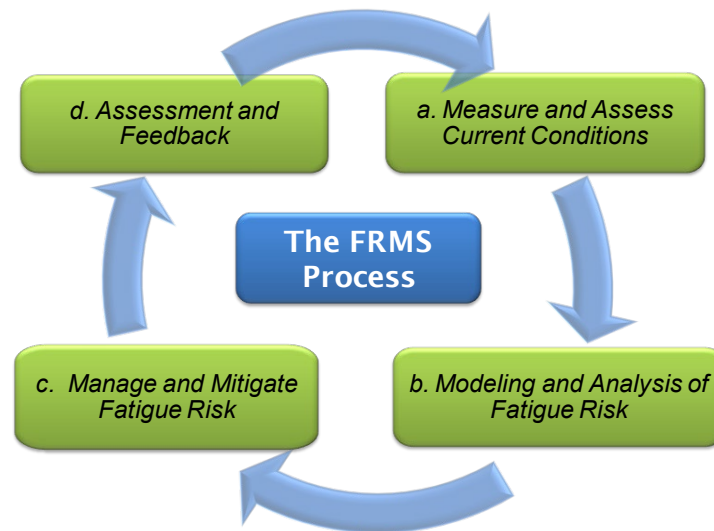 d. Assessment and
Feedback
a. Measure and Assess
Current Conditions
The FRMS
Process
c. Manage and Mitigate
Fatigue Risk
b. Modeling and Analysis of
Fatigue Risk